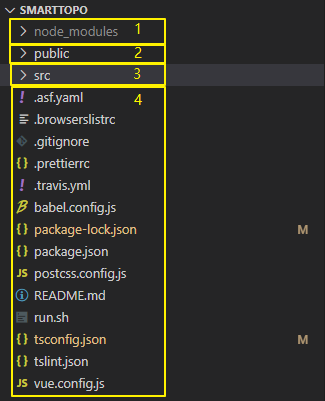 SMARTTOPO
node_modules 1
public 2
src 3
.asf.yaml 4
.browserslistrc
.gitignore
.prettierrc
.travis.yml
babel.config.js
package-lock.json M
package.json
JS postcss.config.js
README.md
run.sh
tsconfig.json M
tslint.json
JS vue.config.js